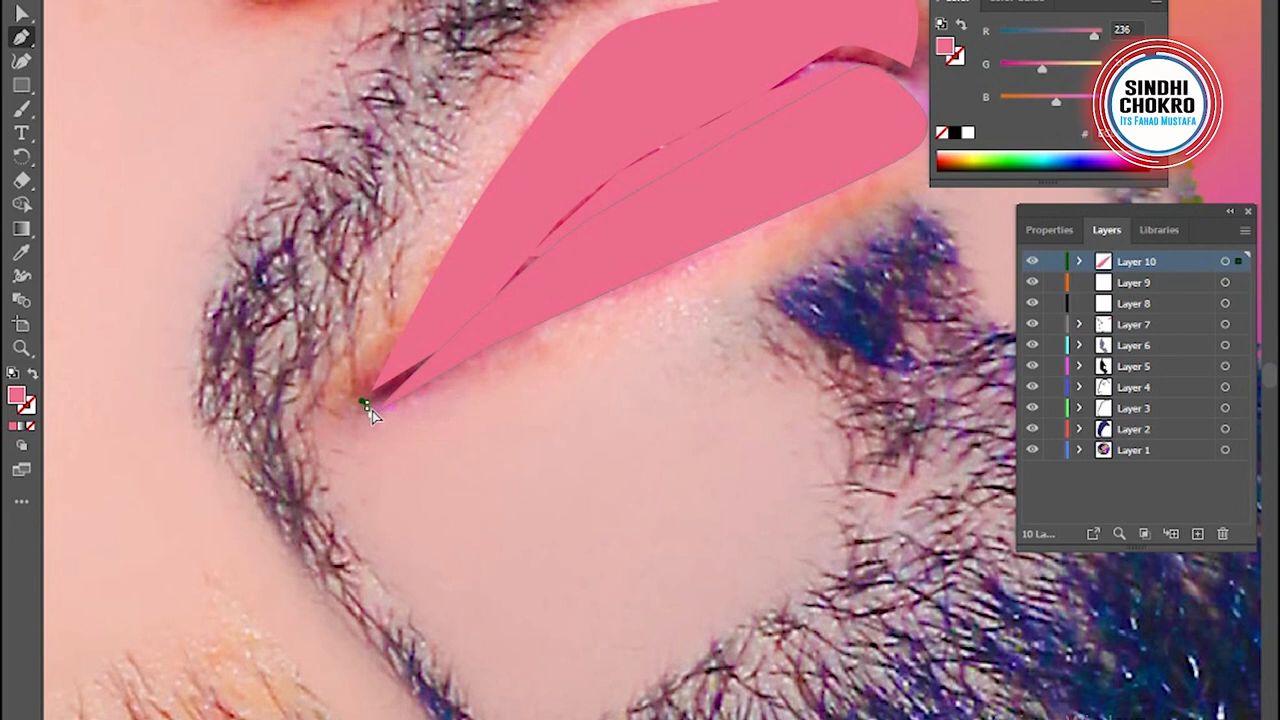 R 236
G
B
#
SINDHI
CHOKRO
ITS FAHAD MUSTAFA
Properties Layers Libraries
Layer 10
Layer 9
Layer 8
Layer 7
Layer 6
Layer 5
Layer 4
Layer 3
Layer 2
Layer 1
10 La...